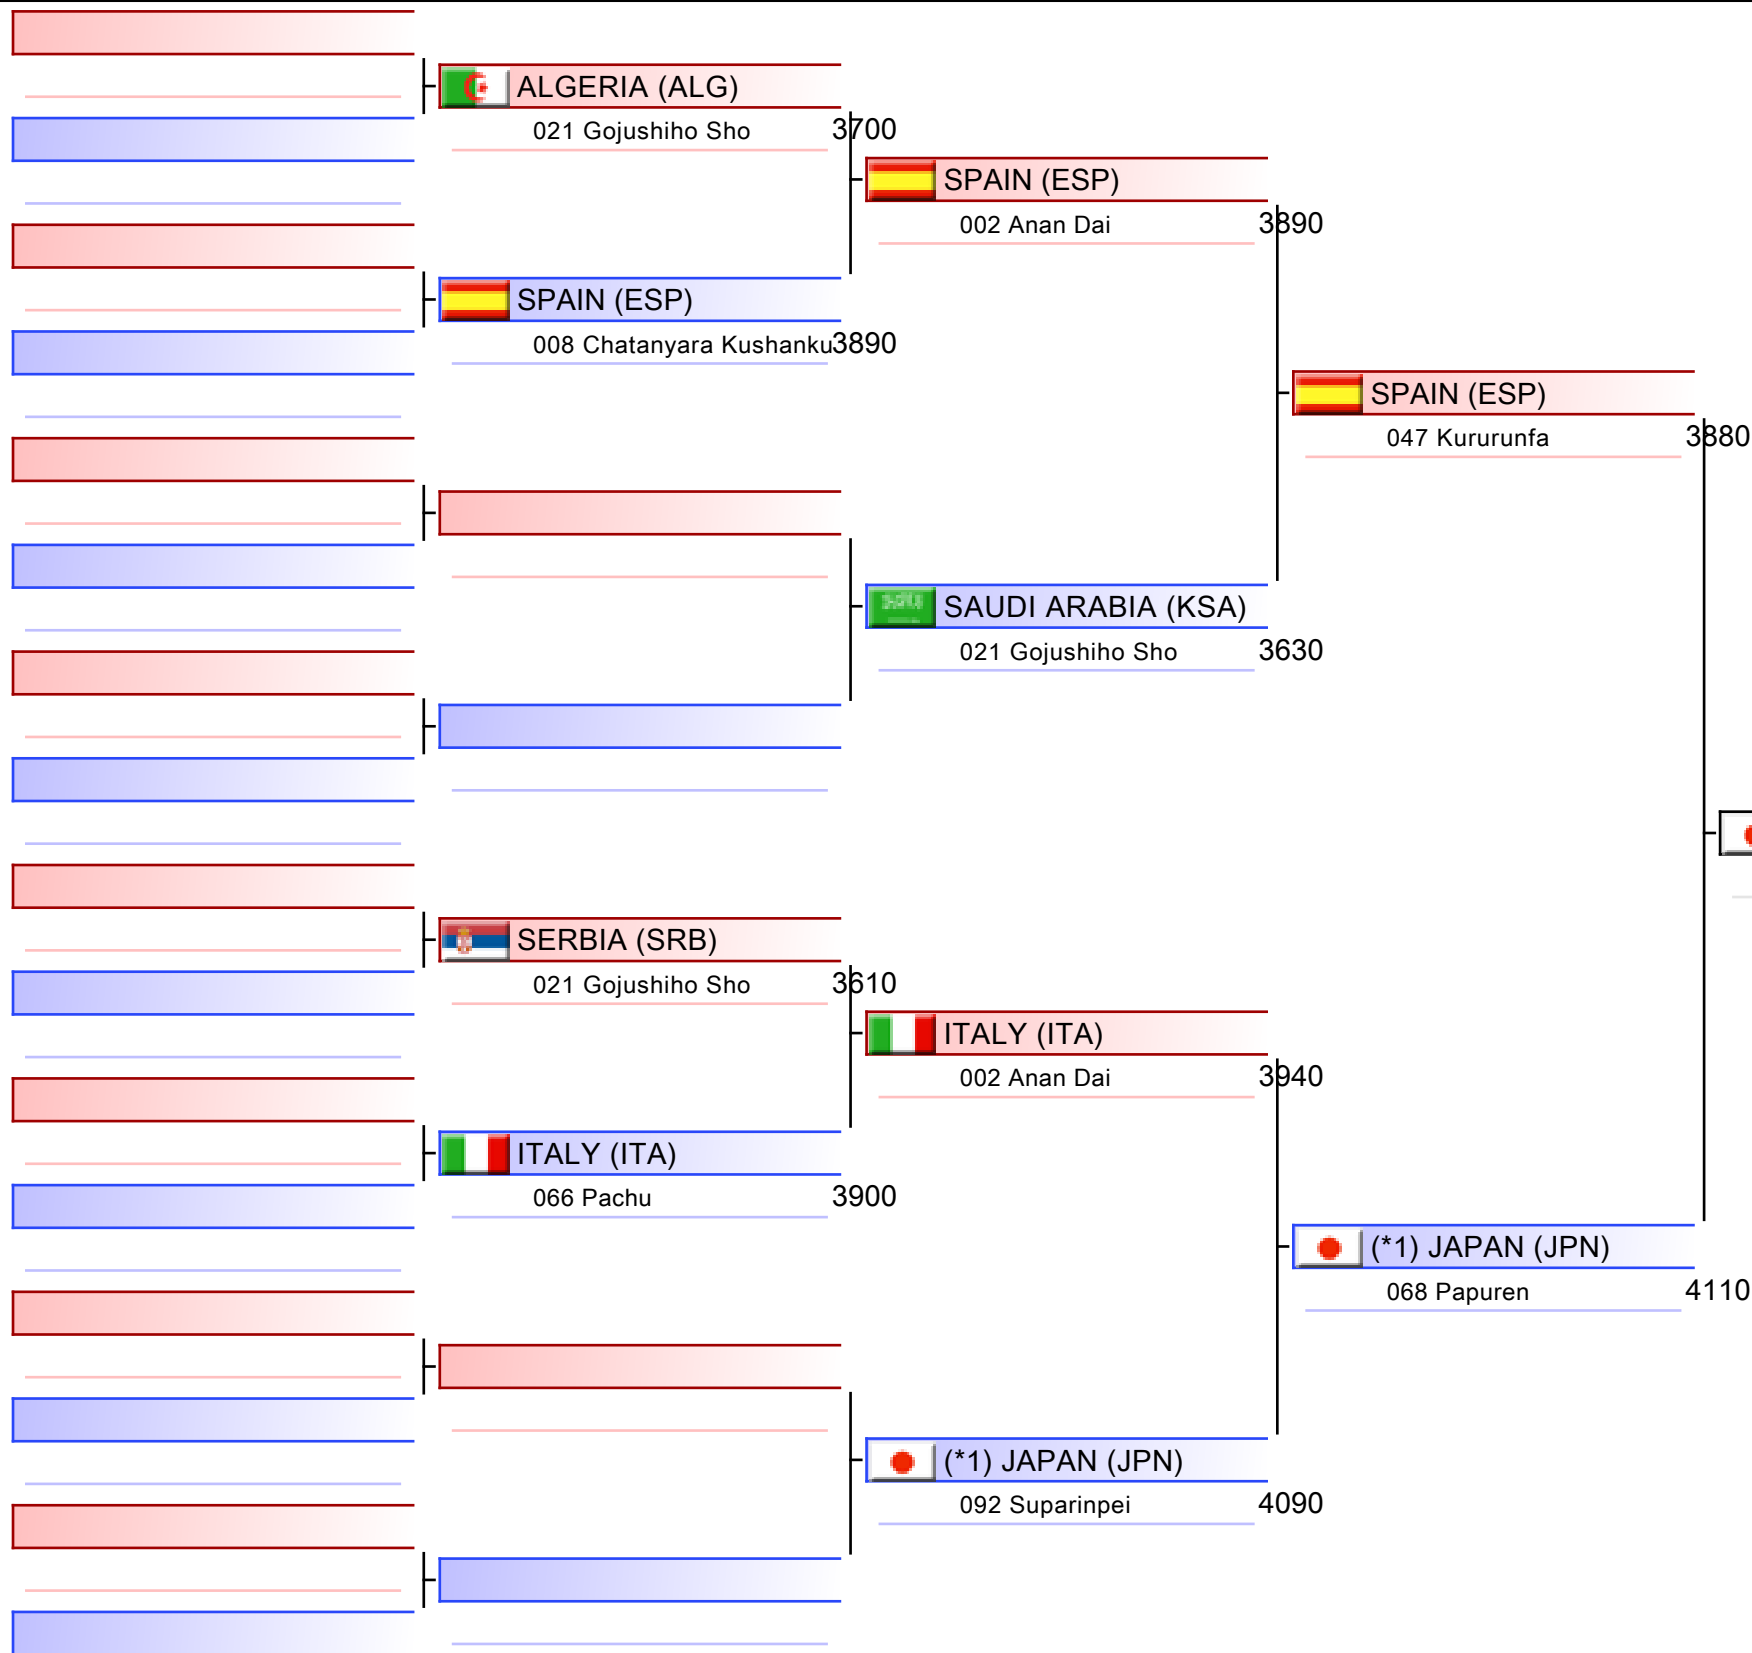 ALGERIA (ALG)
021 Gojushiho Sho 3700
SPAIN (ESP)
002 Anan Dai 3890
SPAIN (ESP)
008 Chatanyara Kushanku 3890
SPAIN (ESP)
047 Kururunfa 3880
SAUDI ARABIA (KSA)
021 Gojushiho Sho 3630
SERBIA (SRB)
021 Gojushiho Sho 3610
ITALY (ITA)
002 Anan Dai 3940
ITALY (ITA)
066 Pachu 3900
(*1) JAPAN (JPN)
068 Papuren 4110
(*1) JAPAN (JPN)
092 Suparinpei 4090